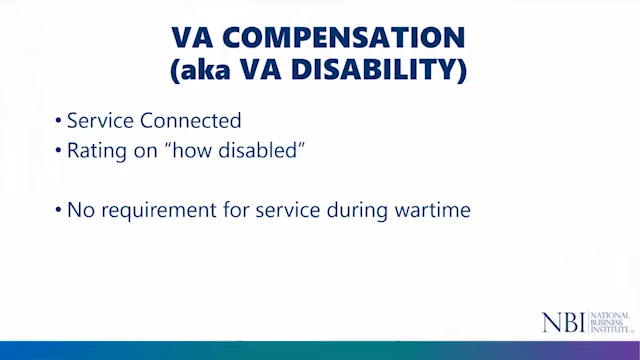 VA COMPENSATION
(aka VA DISABILITY)
• Service Connected
• Rating on “how disabled”
• No requirement for service during wartime
NBI
NATIONAL
BUSINESS
INSTITUTE